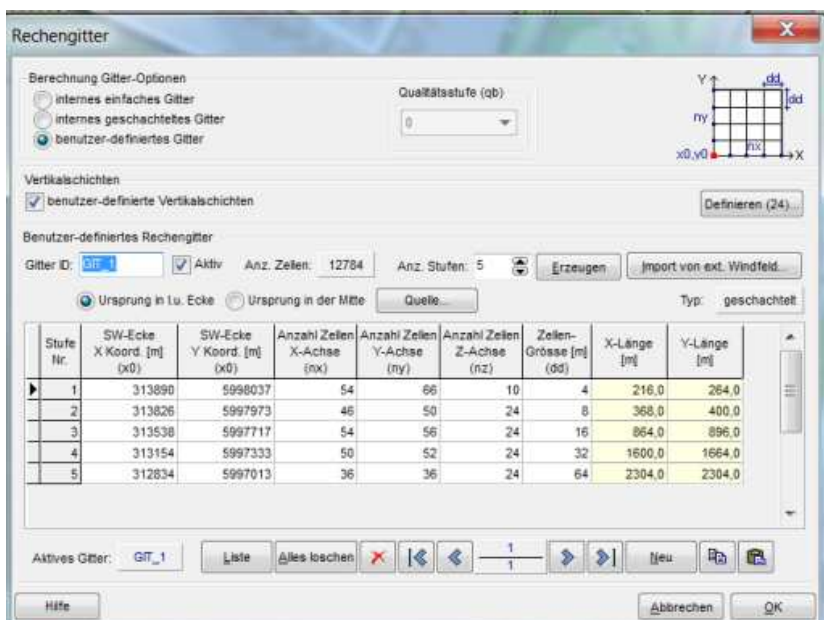 Rechengitter
Berechnung Gitter-Optionen
internes einfaches Gitter
internes geschachteltes Gitter
benutzer-definiertes Gitter
Qualitätsstufe (qb)
0
Y
dd
dd
ny
nx
x0,y0
X
Vertikalschichten
benutzer-definierte Vertikalschichten
Definieren (24)...
Benutzer-definiertes Rechengitter
Gitter ID: GIT_1 Aktiv Anz. Zellen: 12784 Anz. Stufen: 5 Erzeugen Import von ext. Windfeld...
Ursprung in l.u. Ecke Ursprung in der Mitte Quelle... Typ: geschachtelt
Stufe Nr. SW-Ecke X Koord. [m] (x0) SW-Ecke Y Koord. [m] (x0) Anzahl Zellen X-Achse (nx) Anzahl Zellen Y-Achse (ny) Anzahl Zellen Z-Achse (nz) Zellen-Grösse [m] (dd) X-Länge [m] Y-Länge [m]
1 313890 5998037 54 66 10 4 216,0 264,0
2 313826 5997973 46 50 24 8 368,0 400,0
3 313538 5997717 54 56 24 16 864,0 896,0
4 313154 5997333 50 52 24 32 1600,0 1664,0
5 312834 5997013 36 36 24 64 2304,0 2304,0
Aktives Gitter: GIT_1 Liste Alles löschen 1 1 Neu
Hilfe Abbrechen OK